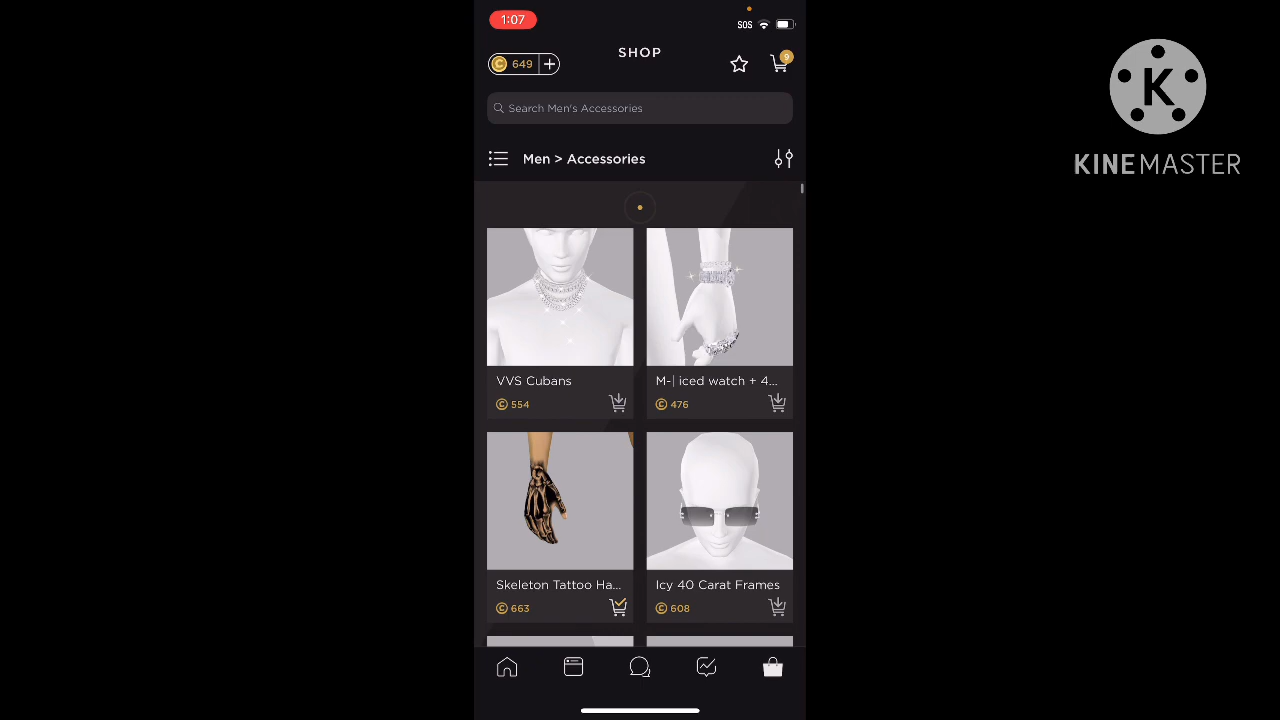 1:07
SOS
SHOP
C 649 +
9
Search Men's Accessories
Men > Accessories
VVS Cubans
C 554
M-| iced watch + 4...
C 476
Skeleton Tattoo Ha...
C 663
Icy 40 Carat Frames
C 608
K
KINEMASTER